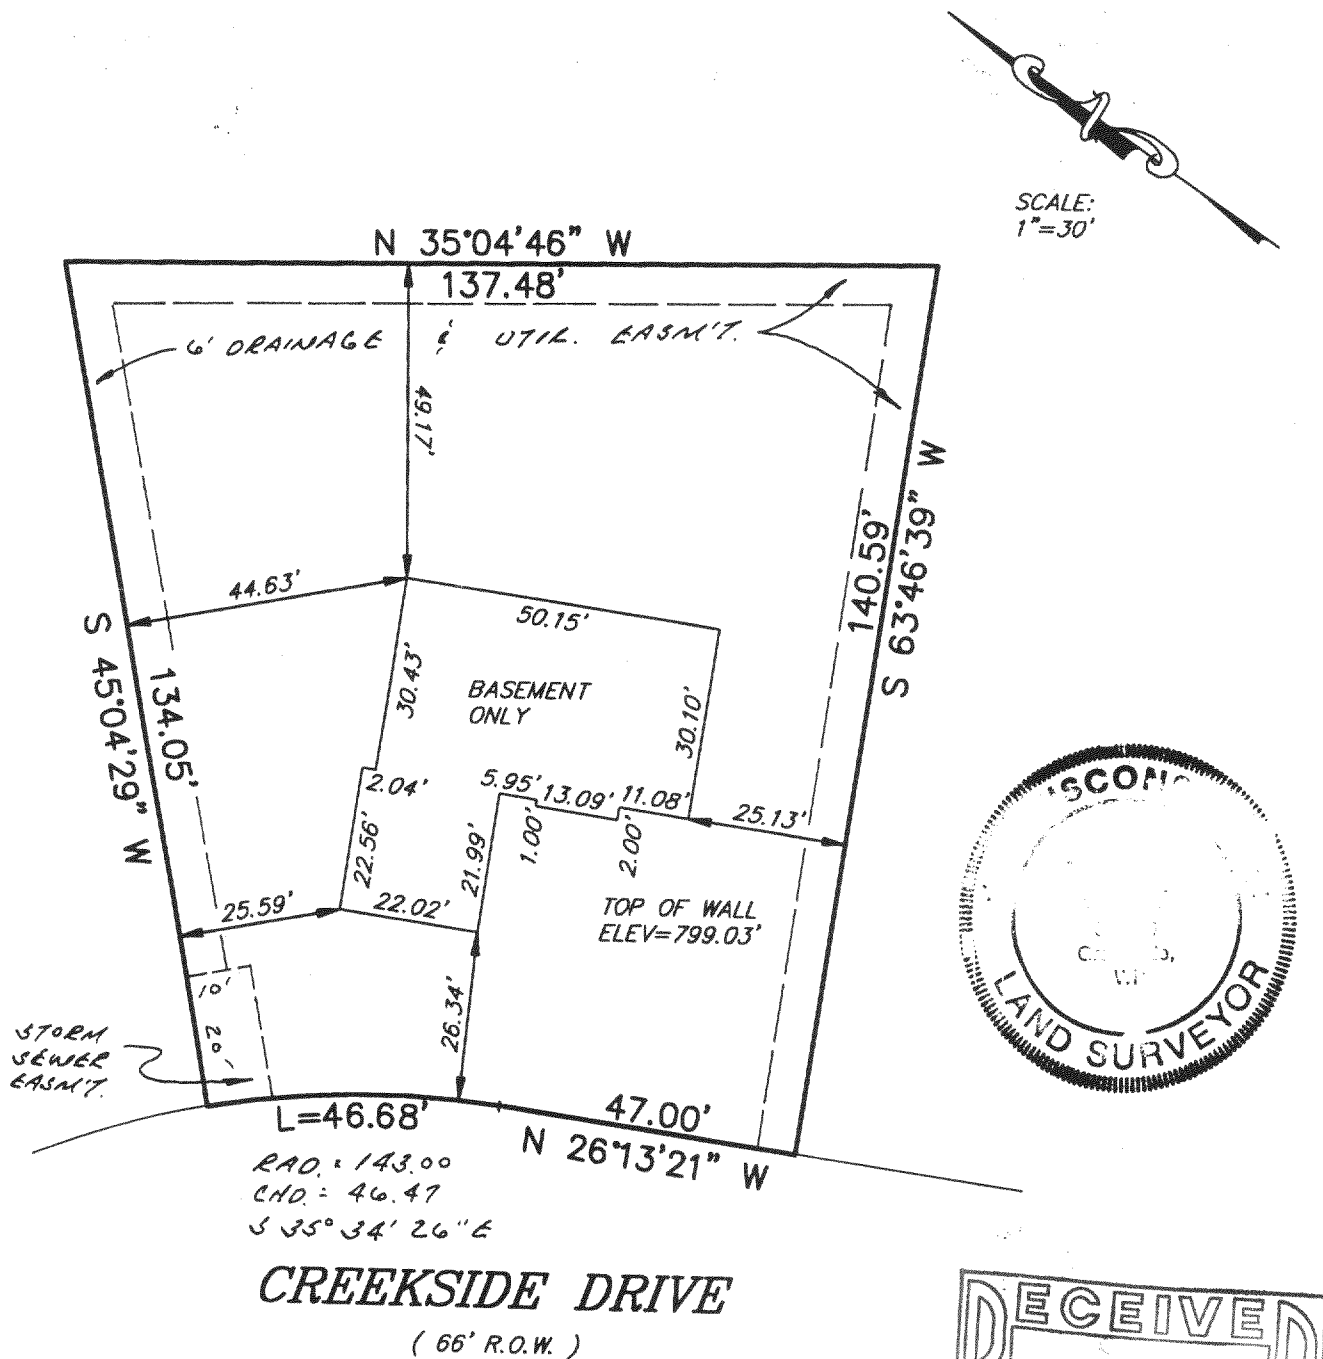 SCALE:
1"=30'
N 35°04'46" W
137.48'
6' DRAINAGE & UTIL. EASM'T.
49.17'
44.63'
50.15'
S 45°04'29" W
134.05'
140.59'
S 63°46'39" W
30.43'
BASEMENT
ONLY
30.10'
2.04'
5.95'
13.09'
11.08'
25.13'
22.56'
21.99'
1.00'
2.00'
25.59'
22.02'
TOP OF WALL
ELEV=799.03'
26.34'
10'
20'
STORM
SEWER
EASM'T.
L=46.68'
47.00'
N 26°13'21" W
RAD. = 143.00
CHD. = 46.47
S 35° 34' 26" E
CREEKSIDE DRIVE
( 66' R.O.W. )
LAND SURVEYOR